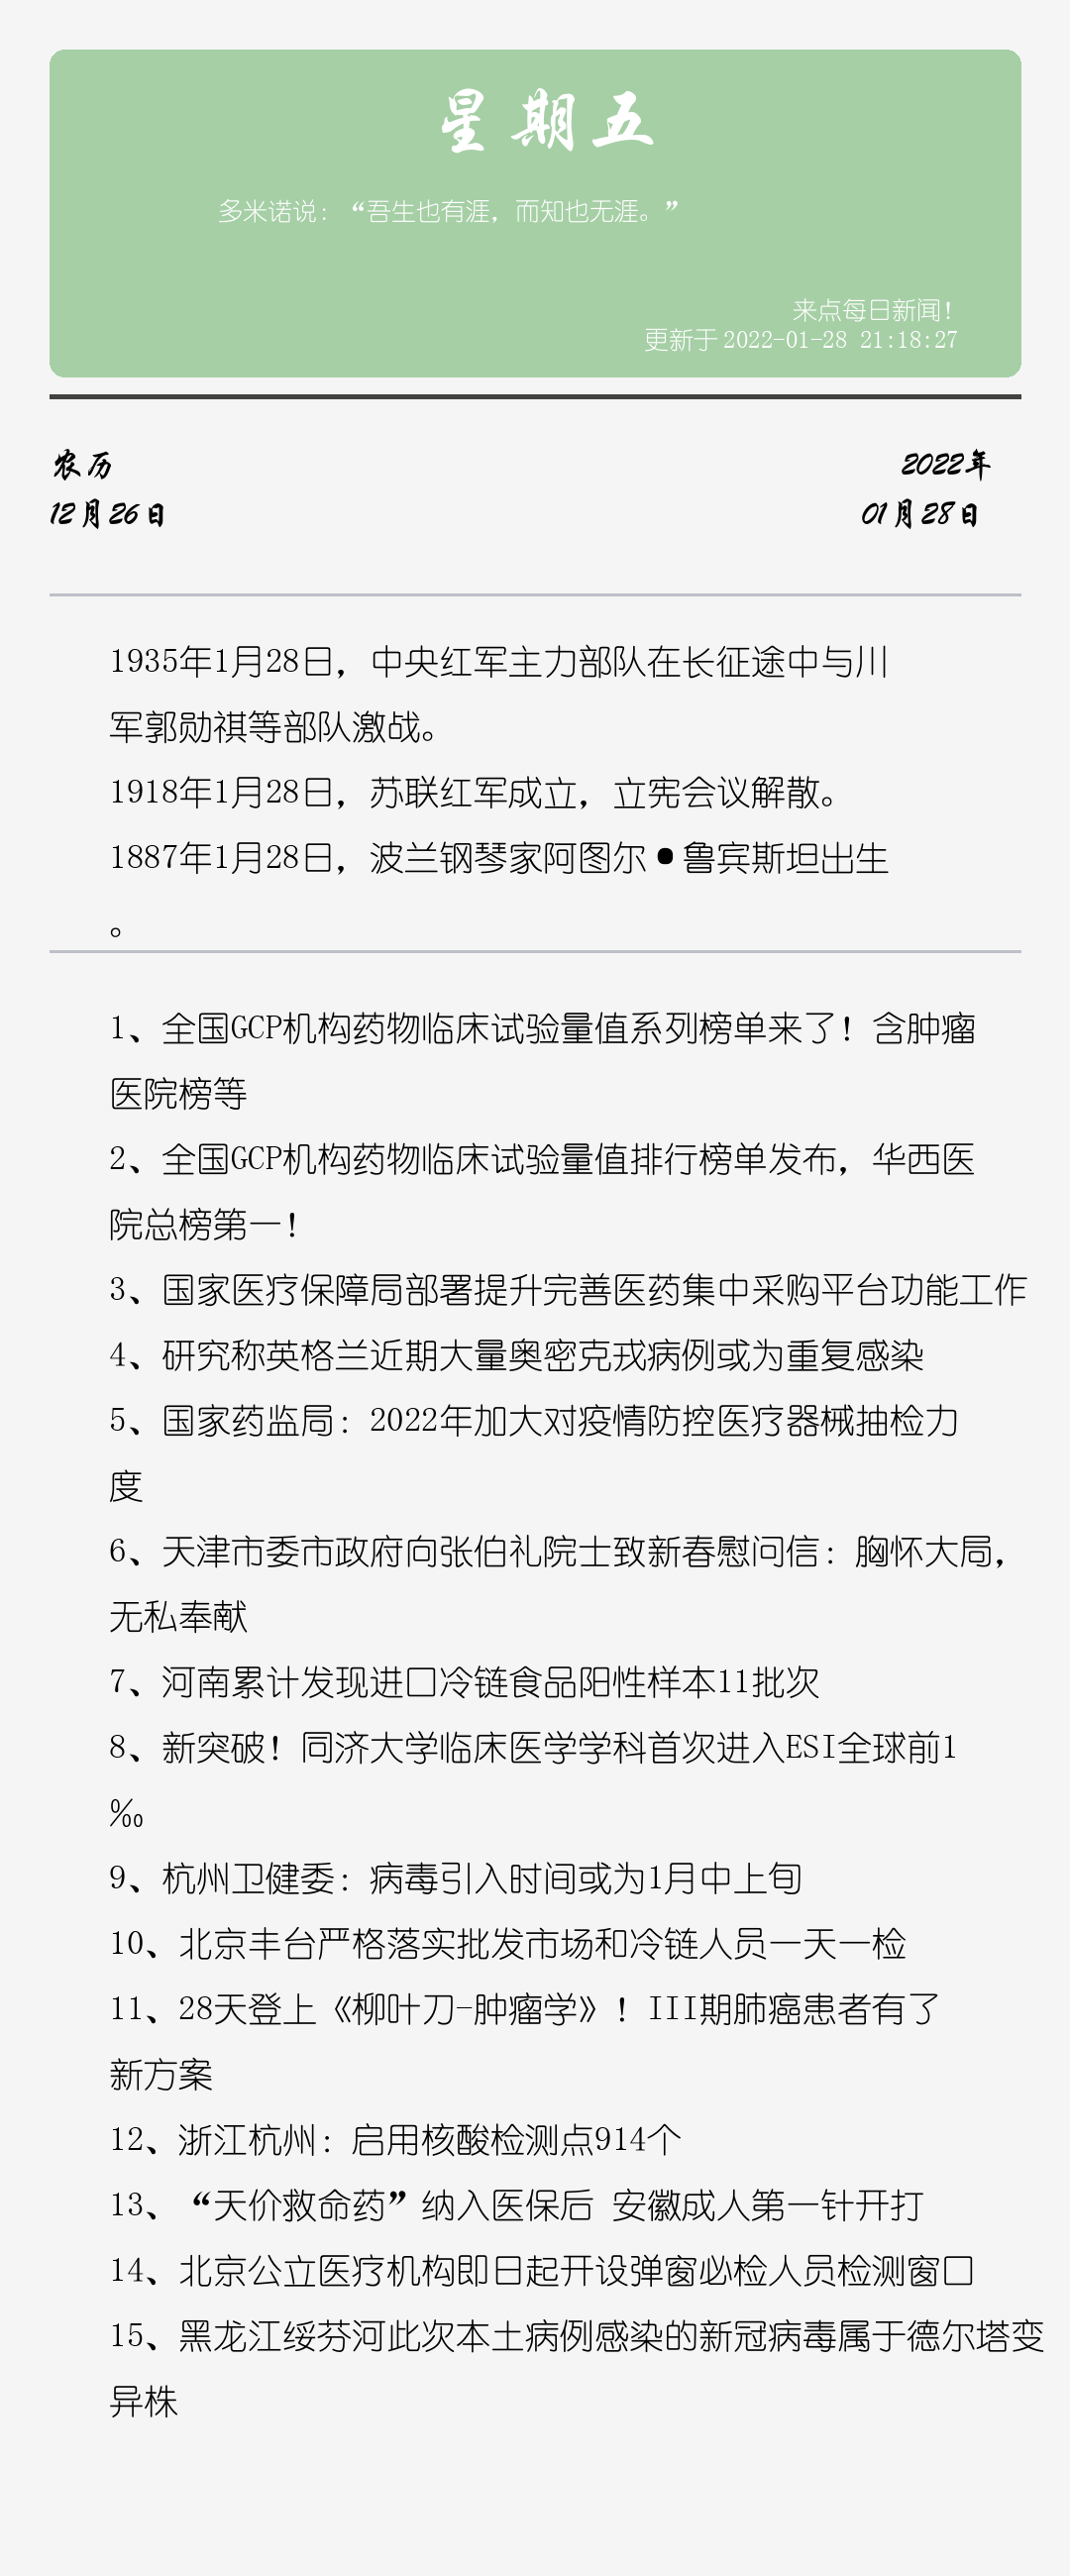 星期五
多米诺说：“吾生也有涯，而知也无涯。”
来点每日新闻！
更新于 2022-01-28 21:18:27
农历
2022年
12月26日
01月28日
1935年1月28日，中央红军主力部队在长征途中与川
军郭勋祺等部队激战。
1918年1月28日，苏联红军成立，立宪会议解散。
1887年1月28日，波兰钢琴家阿图尔•鲁宾斯坦出生
。
1、全国GCP机构药物临床试验量值系列榜单来了！含肿瘤
医院榜等
2、全国GCP机构药物临床试验量值排行榜单发布，华西医
院总榜第一！
3、国家医疗保障局部署提升完善医药集中采购平台功能工作
4、研究称英格兰近期大量奥密克戎病例或为重复感染
5、国家药监局：2022年加大对疫情防控医疗器械抽检力
度
6、天津市委市政府向张伯礼院士致新春慰问信：胸怀大局，
无私奉献
7、河南累计发现进口冷链食品阳性样本11批次
8、新突破！同济大学临床医学学科首次进入ESI全球前1
‰
9、杭州卫健委：病毒引入时间或为1月中上旬
10、北京丰台严格落实批发市场和冷链人员一天一检
11、28天登上《柳叶刀-肿瘤学》！III期肺癌患者有了
新方案
12、浙江杭州：启用核酸检测点914个
13、“天价救命药”纳入医保后 安徽成人第一针开打
14、北京公立医疗机构即日起开设弹窗必检人员检测窗口
15、黑龙江绥芬河此次本土病例感染的新冠病毒属于德尔塔变
异株